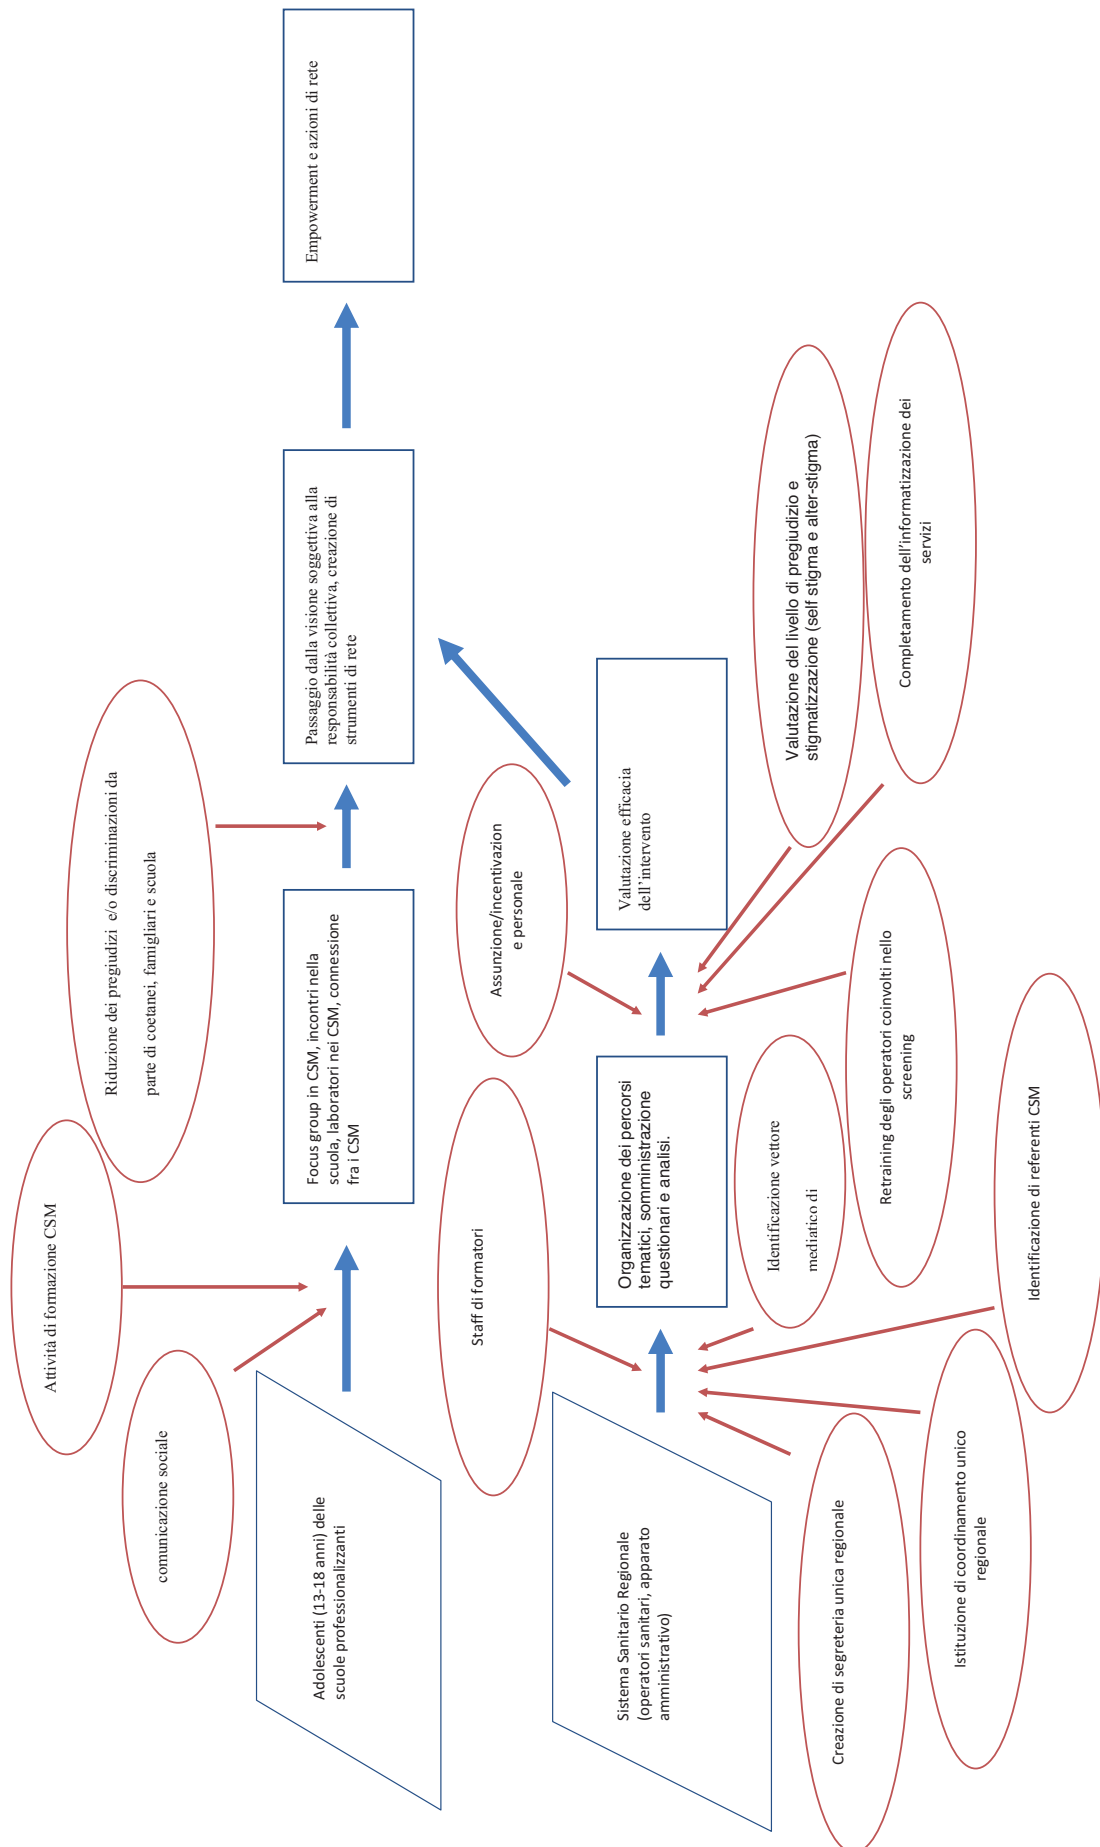 Attività di formazione CSM
comunicazione sociale
Riduzione dei pregiudizi e/o discriminazioni da
parte di coetanei, famigliari e scuola
Adolescenti (13-18 anni) delle
scuole professionalizzanti
Focus group in CSM, incontri nella
scuola, laboratori nei CSM, connessione
fra i CSM
Passaggio dalla visione soggettiva alla
responsabilità collettiva, creazione di
strumenti di rete
Empowerment e azioni di rete
Staff di formatori
Assunzione/incentivazion
e personale
Sistema Sanitario Regionale
(operatori sanitari, apparato
amministrativo)
Organizzazione dei percorsi
tematici, somministrazione
questionari e analisi.
Valutazione efficacia
dell’intervento
Identificazione vettore
mediatico di
Valutazione del livello di pregiudizio e
stigmatizzazione (self stigma e alter-stigma)
Creazione di segreteria unica regionale
Retraining degli operatori coinvolti nello
screening
Completamento dell’informatizzazione dei
servizi
Istituzione di coordinamento unico
regionale
Identificazione di referenti CSM